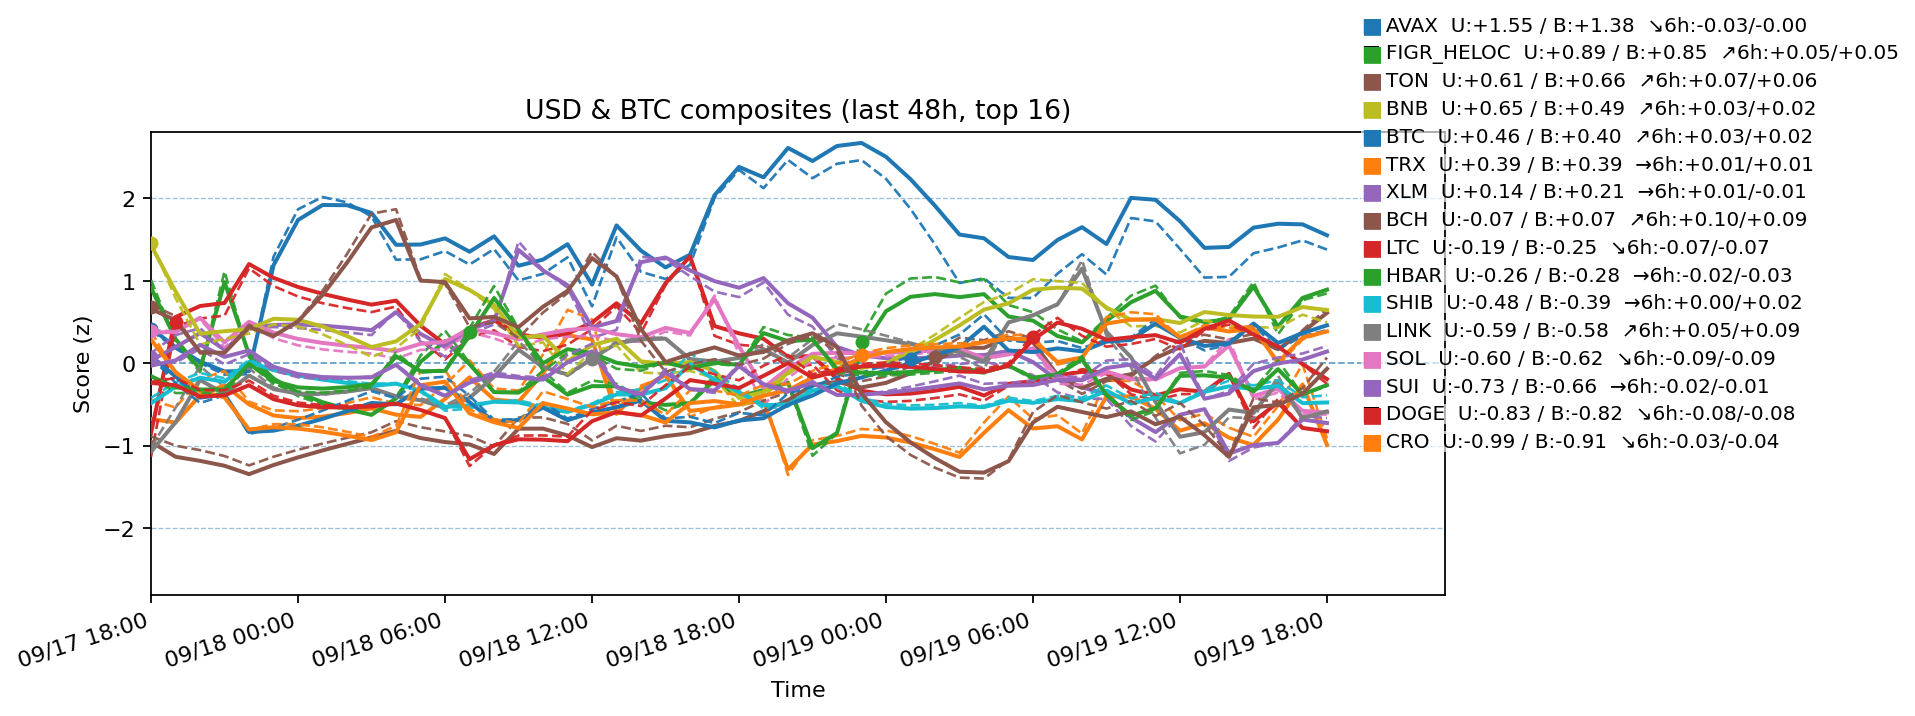 AVAX  U:+1.55 / B:+1.38  ↘6h:-0.03/-0.00
FIGR_HELOC  U:+0.89 / B:+0.85  ↗6h:+0.05/+0.05
TON  U:+0.61 / B:+0.66  ↗6h:+0.07/+0.06
BNB  U:+0.65 / B:+0.49  ↗6h:+0.03/+0.02
BTC  U:+0.46 / B:+0.40  ↗6h:+0.03/+0.02
TRX  U:+0.39 / B:+0.39  →6h:+0.01/+0.01
XLM  U:+0.14 / B:+0.21  →6h:+0.01/-0.01
BCH  U:-0.07 / B:+0.07  ↗6h:+0.10/+0.09
LTC  U:-0.19 / B:-0.25  ↘6h:-0.07/-0.07
HBAR  U:-0.26 / B:-0.28  →6h:-0.02/-0.03
SHIB  U:-0.48 / B:-0.39  →6h:+0.00/+0.02
LINK  U:-0.59 / B:-0.58  ↗6h:+0.05/+0.09
SOL  U:-0.60 / B:-0.62  ↘6h:-0.09/-0.09
SUI  U:-0.73 / B:-0.66  →6h:-0.02/-0.01
DOGE  U:-0.83 / B:-0.82  ↘6h:-0.08/-0.08
CRO  U:-0.99 / B:-0.91  ↘6h:-0.03/-0.04
USD & BTC composites (last 48h, top 16)
Score (z)
2
1
0
−1
−2
09/17 18:00
09/18 00:00
09/18 06:00
09/18 12:00
09/18 18:00
09/19 00:00
09/19 06:00
09/19 12:00
09/19 18:00
Time